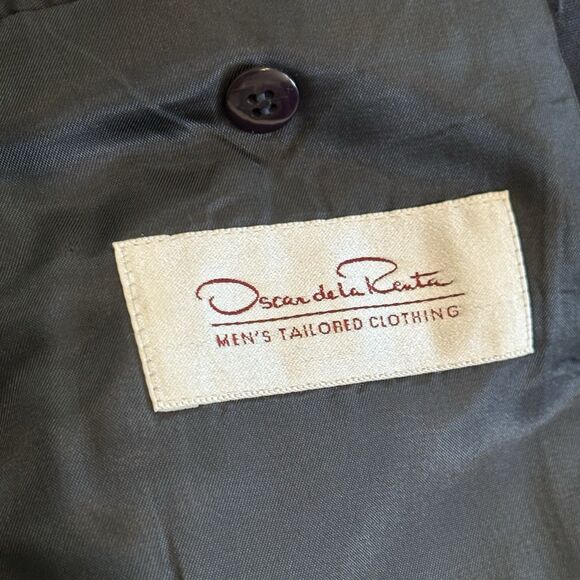 Oscar de la Renta
MEN'S TAILORED CLOTHING